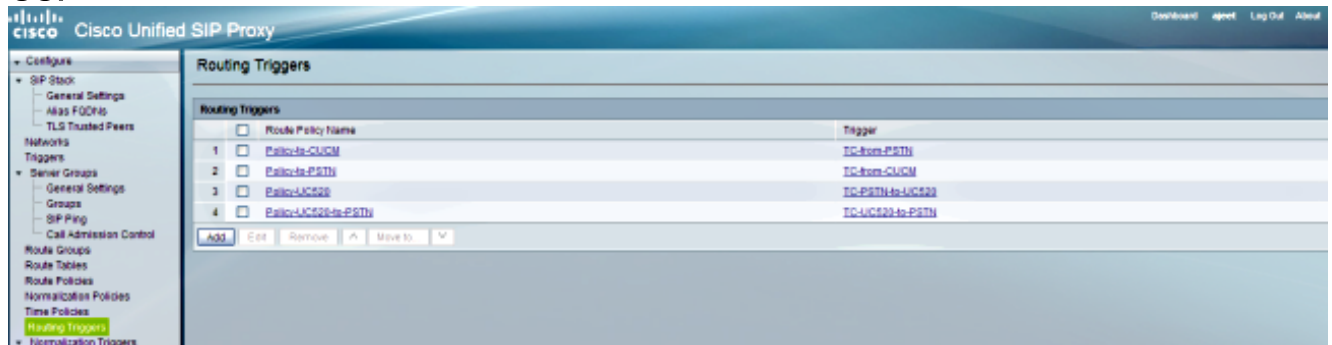 cisco Cisco Unified SIP Proxy
Dashboard ajeet Log Out About
Configure
SIP Stack
General Settings
Alias FQDNs
TLS Trusted Peers
Networks
Triggers
Server Groups
General Settings
Groups
SIP Ping
Call Admission Control
Route Groups
Route Tables
Route Policies
Normalization Policies
Time Policies
Routing Triggers
Normalization Triggers
Routing Triggers
Routing Triggers
Route Policy Name Trigger
1 Policy-to-CUCM TC-from-PSTN
2 Policy-to-PSTN TC-from-CUCM
3 Policy-UC520 TC-PSTN-to-UC520
4 Policy-UC520-to-PSTN TC-UC520-to-PSTN
Add Edit Remove Move to